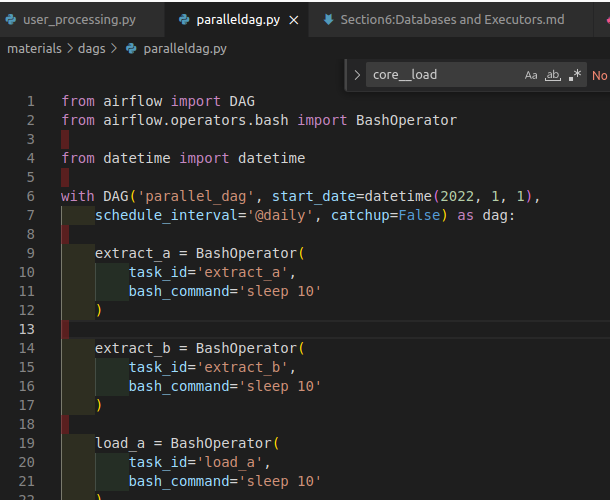 user_processing.py paralleldag.py × Section6:Databases and Executors.md
materials > dags > paralleldag.py
> core__load Aa ab .* No
1 from airflow import DAG
2 from airflow.operators.bash import BashOperator
3
4 from datetime import datetime
5
6 with DAG('parallel_dag', start_date=datetime(2022, 1, 1),
7     schedule_interval='@daily', catchup=False) as dag:
8
9     extract_a = BashOperator(
10         task_id='extract_a',
11         bash_command='sleep 10'
12     )
13
14     extract_b = BashOperator(
15         task_id='extract_b',
16         bash_command='sleep 10'
17     )
18
19     load_a = BashOperator(
20         task_id='load_a',
21         bash_command='sleep 10'
22     )